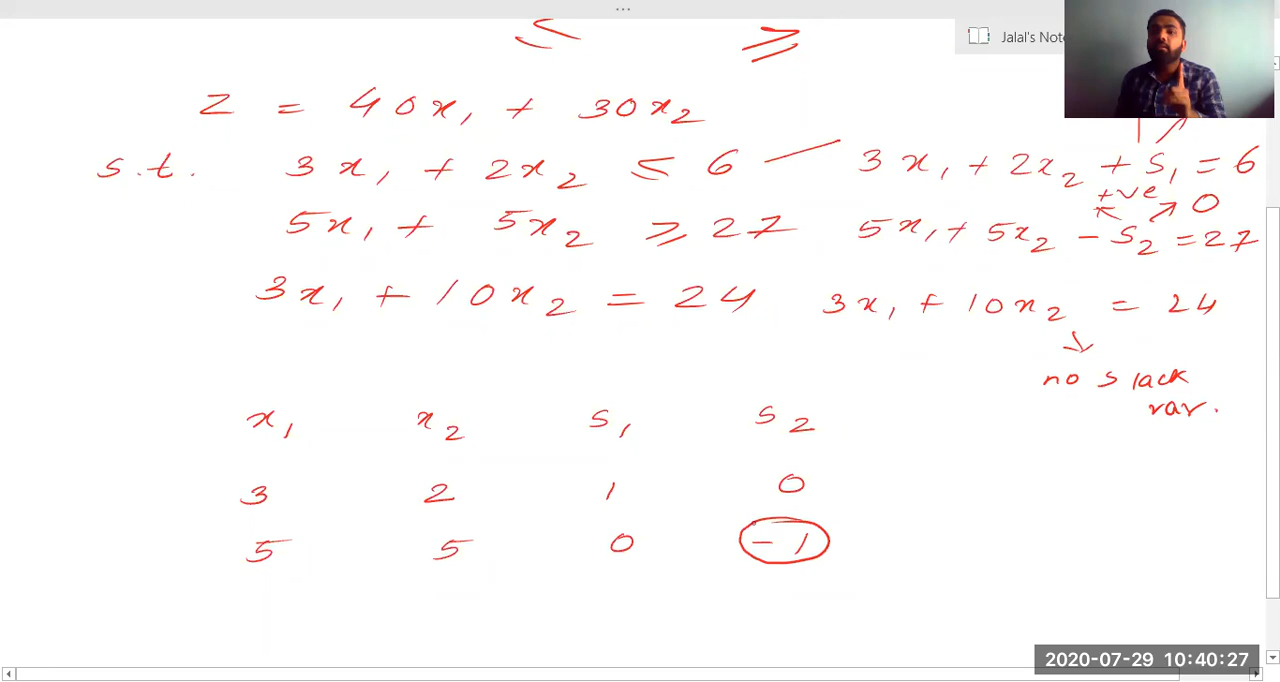 ...
≤ ≥
Jalal's Note
Z = 40x₁ + 30x₂
s.t. 3x₁ + 2x₂ ≤ 6 — 3x₁ + 2x₂ + S₁ = 6
+ve 0
5x₁ + 5x₂ ≥ 27 5x₁ + 5x₂ - S₂ = 27
3x₁ + 10x₂ = 24 3x₁ + 10x₂ = 24
no slack
var.
x₁ x₂ S₁ S₂
3 2 1 0
5 5 0 -1
2020-07-29 10:40:27